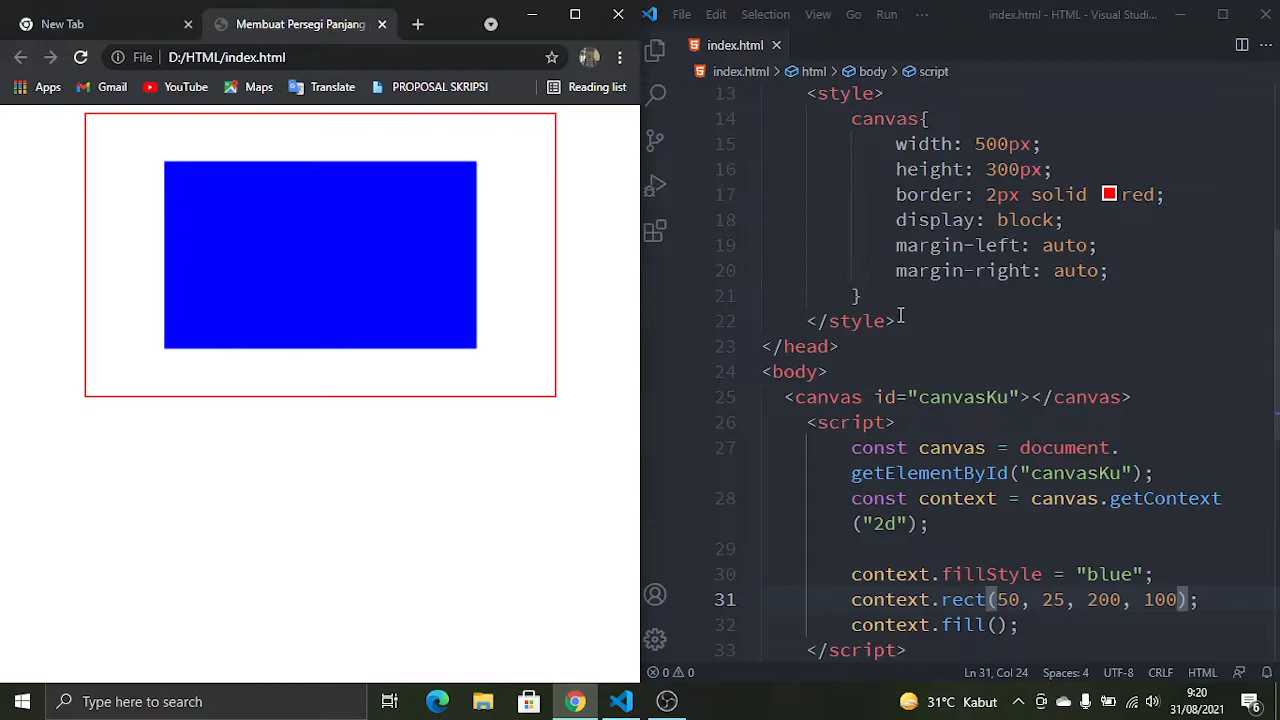 New Tab
Membuat Persegi Panjang
File
D:/HTML/index.html
Apps
Gmail
YouTube
Maps
Translate
PROPOSAL SKRIPSI
Reading list
File Edit Selection View Go Run ...
index.html - HTML - Visual Studi...
index.html
index.html > html > body > script
13 <style>
14 canvas{
15 width: 500px;
16 height: 300px;
17 border: 2px solid red;
18 display: block;
19 margin-left: auto;
20 margin-right: auto;
21 }
22 </style>
23 </head>
24 <body>
25 <canvas id="canvasKu"></canvas>
26 <script>
27 const canvas = document.
getElementById("canvasKu");
28 const context = canvas.getContext
("2d");
29
30 context.fillStyle = "blue";
31 context.rect(50, 25, 200, 100);
32 context.fill();
33 </script>
0 0
Ln 31, Col 24
Spaces: 4
UTF-8
CRLF
HTML
Type here to search
31°C Kabut
9:20
31/08/2021
6